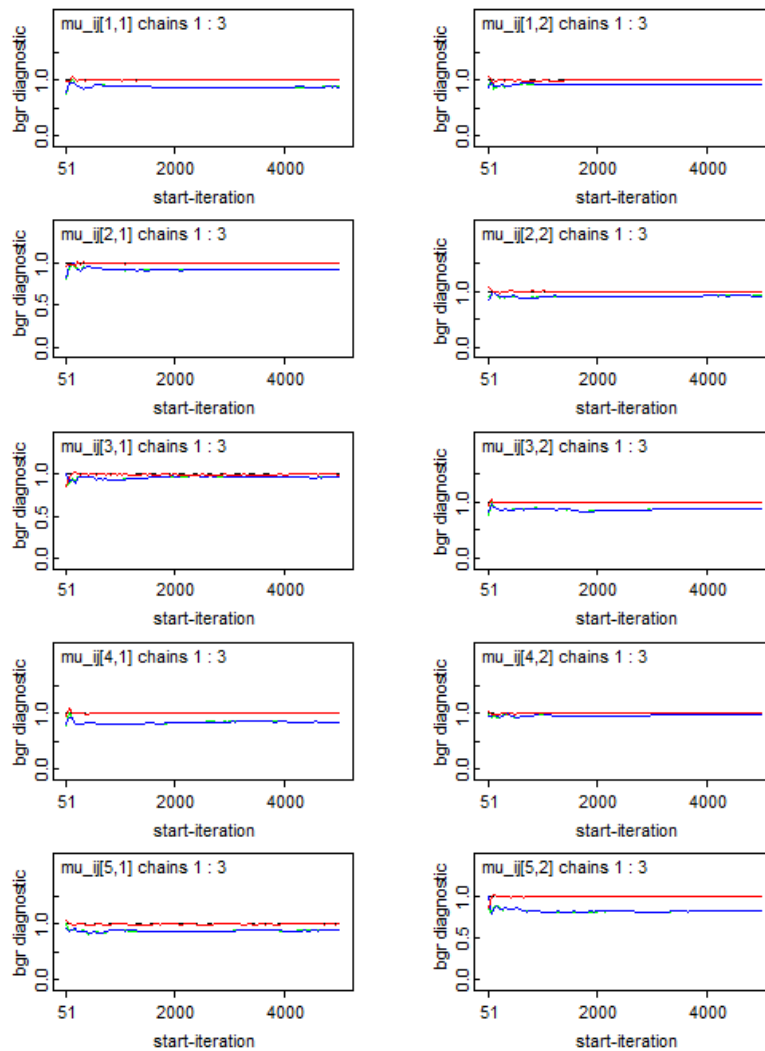 mu_ij[1,1] chains 1 : 3
bgr diagnostic
0.0 1.0
51 2000 4000
start-iteration
mu_ij[1,2] chains 1 : 3
bgr diagnostic
0.0 1.0
51 2000 4000
start-iteration
mu_ij[2,1] chains 1 : 3
bgr diagnostic
0.0 0.5 1.0
51 2000 4000
start-iteration
mu_ij[2,2] chains 1 : 3
bgr diagnostic
0.0 1.0
51 2000 4000
start-iteration
mu_ij[3,1] chains 1 : 3
bgr diagnostic
0.0 0.5 1.0
51 2000 4000
start-iteration
mu_ij[3,2] chains 1 : 3
bgr diagnostic
0.0 1.0
51 2000 4000
start-iteration
mu_ij[4,1] chains 1 : 3
bgr diagnostic
0.0 1.0
51 2000 4000
start-iteration
mu_ij[4,2] chains 1 : 3
bgr diagnostic
0.0 1.0
51 2000 4000
start-iteration
mu_ij[5,1] chains 1 : 3
bgr diagnostic
0.0 1.0
51 2000 4000
start-iteration
mu_ij[5,2] chains 1 : 3
bgr diagnostic
0.0 0.5 1.0
51 2000 4000
start-iteration